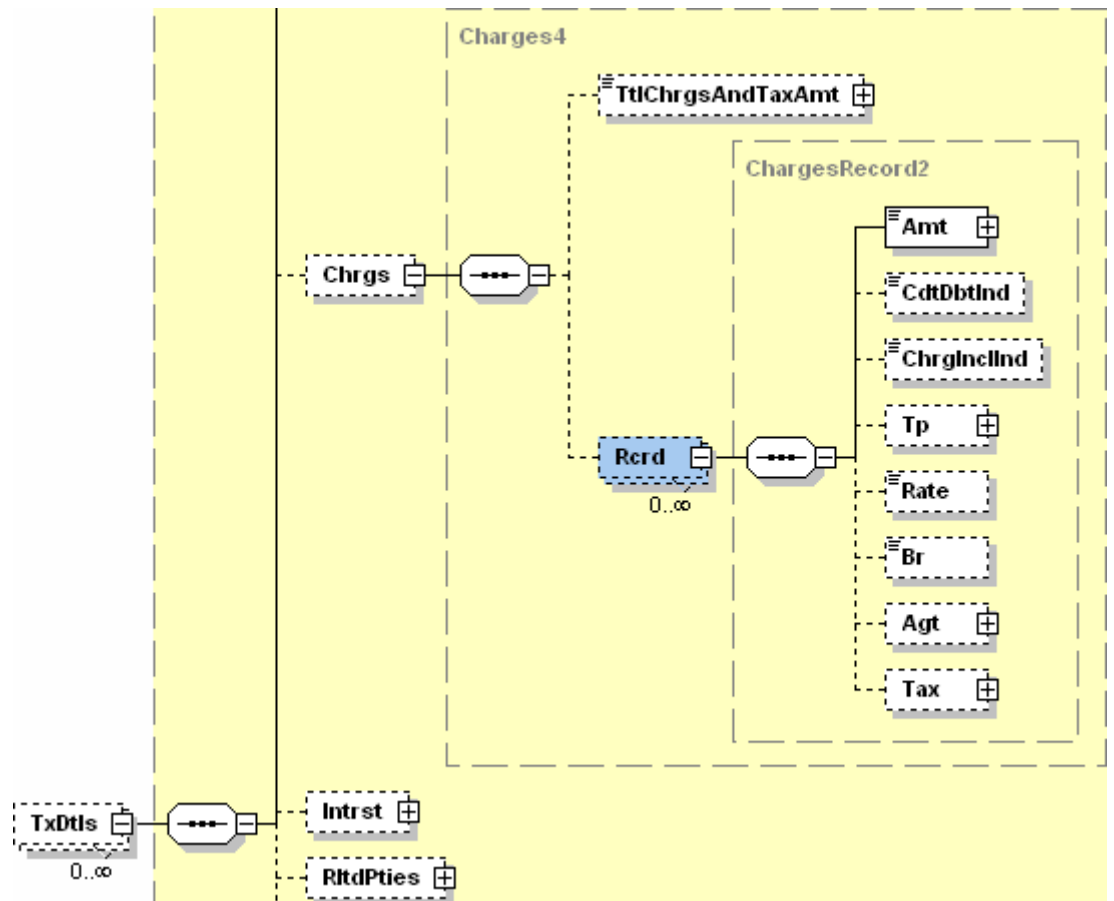 Charges4
TtlChrgsAndTaxAmt
ChargesRecord2
Amt
Chrgs
CdtDbtInd
ChrgInclInd
Tp
Rcrd
Rate
0..∞
Br
Agt
Tax
Intrst
TxDtls
0..∞
RltdPties